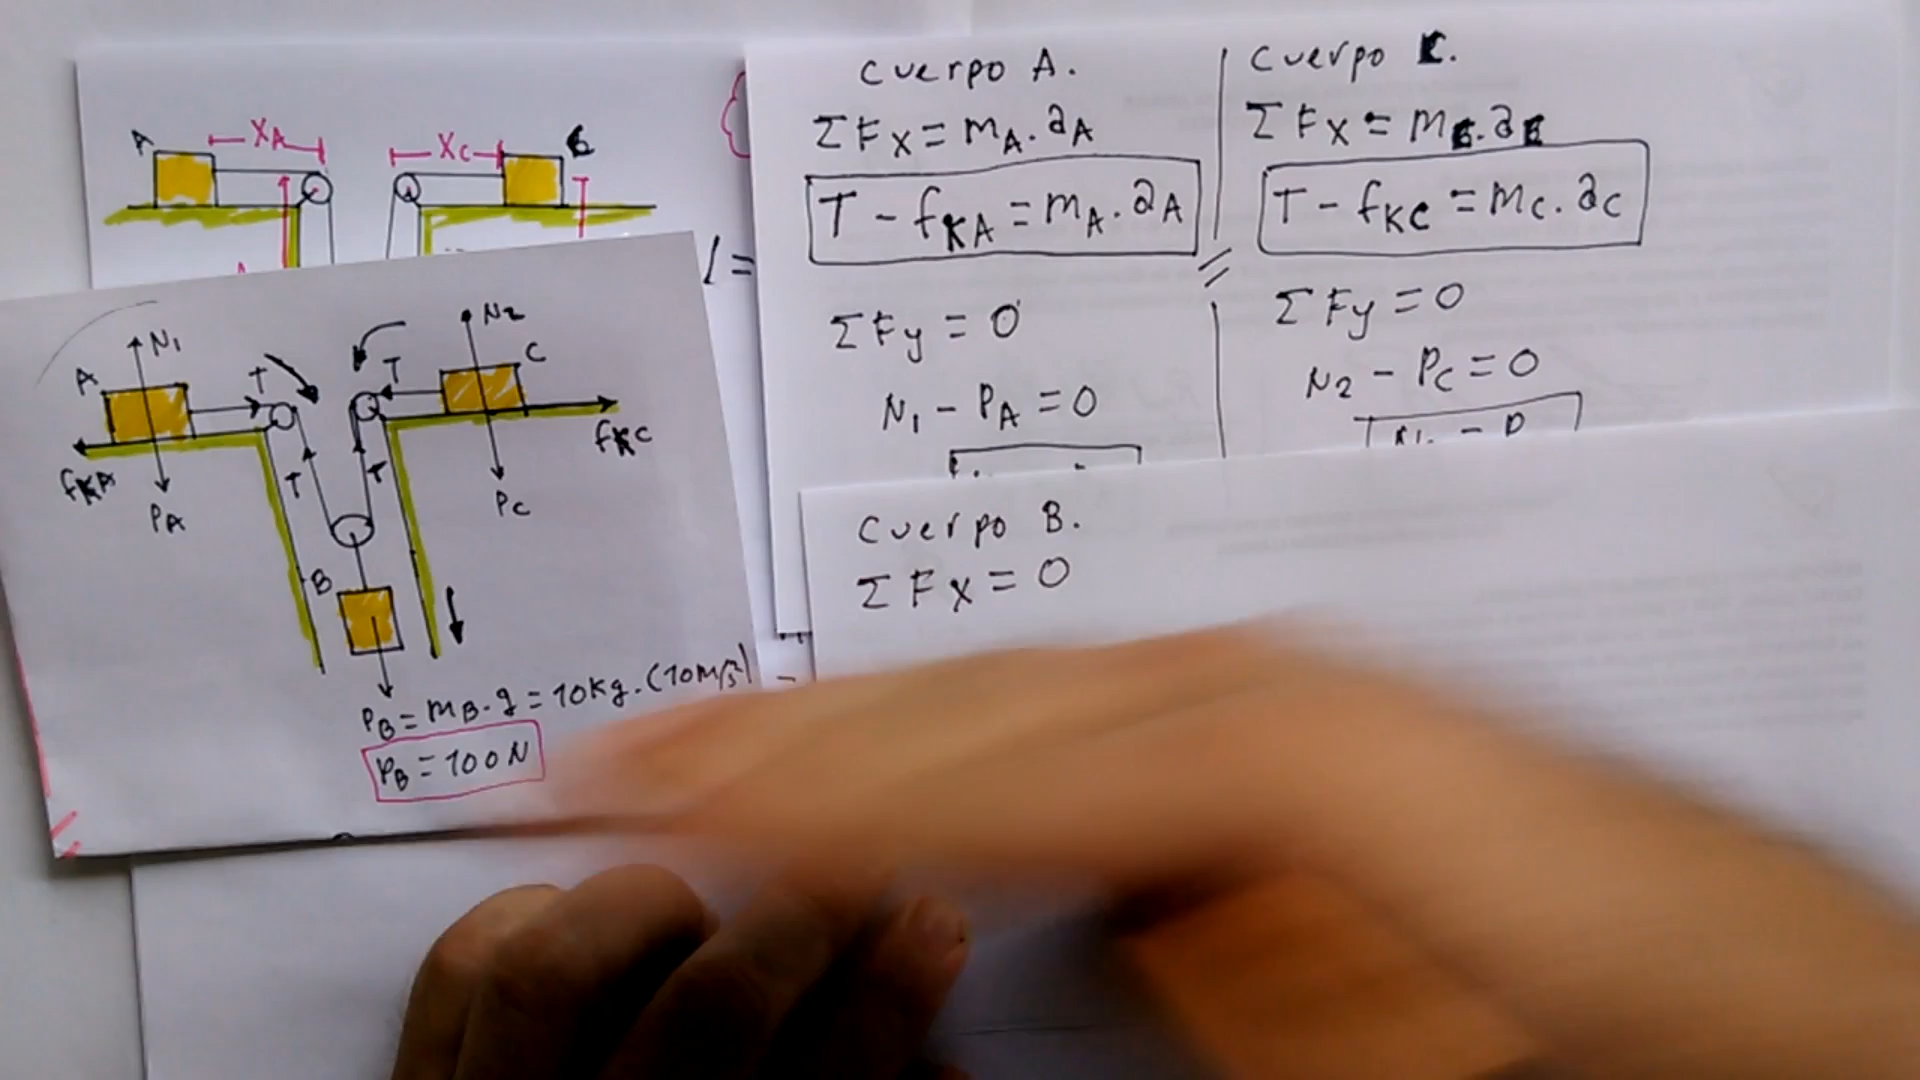 A
XA
XC
C
l =
N1
N2
A
T
T
C
fKA
PA
T
T
PC
fKC
B
PB = mB. g = 10Kg. (10m/s²)
PB = 100N
Cuerpo A.
ΣFx = mA. aA
T - fKA = mA. aA
ΣFy = 0
N1 - PA = 0
Cuerpo C.
ΣFx = mC. aC
T - fKC = mC. aC
ΣFy = 0
N2 - PC = 0
Cuerpo B.
ΣFx = 0